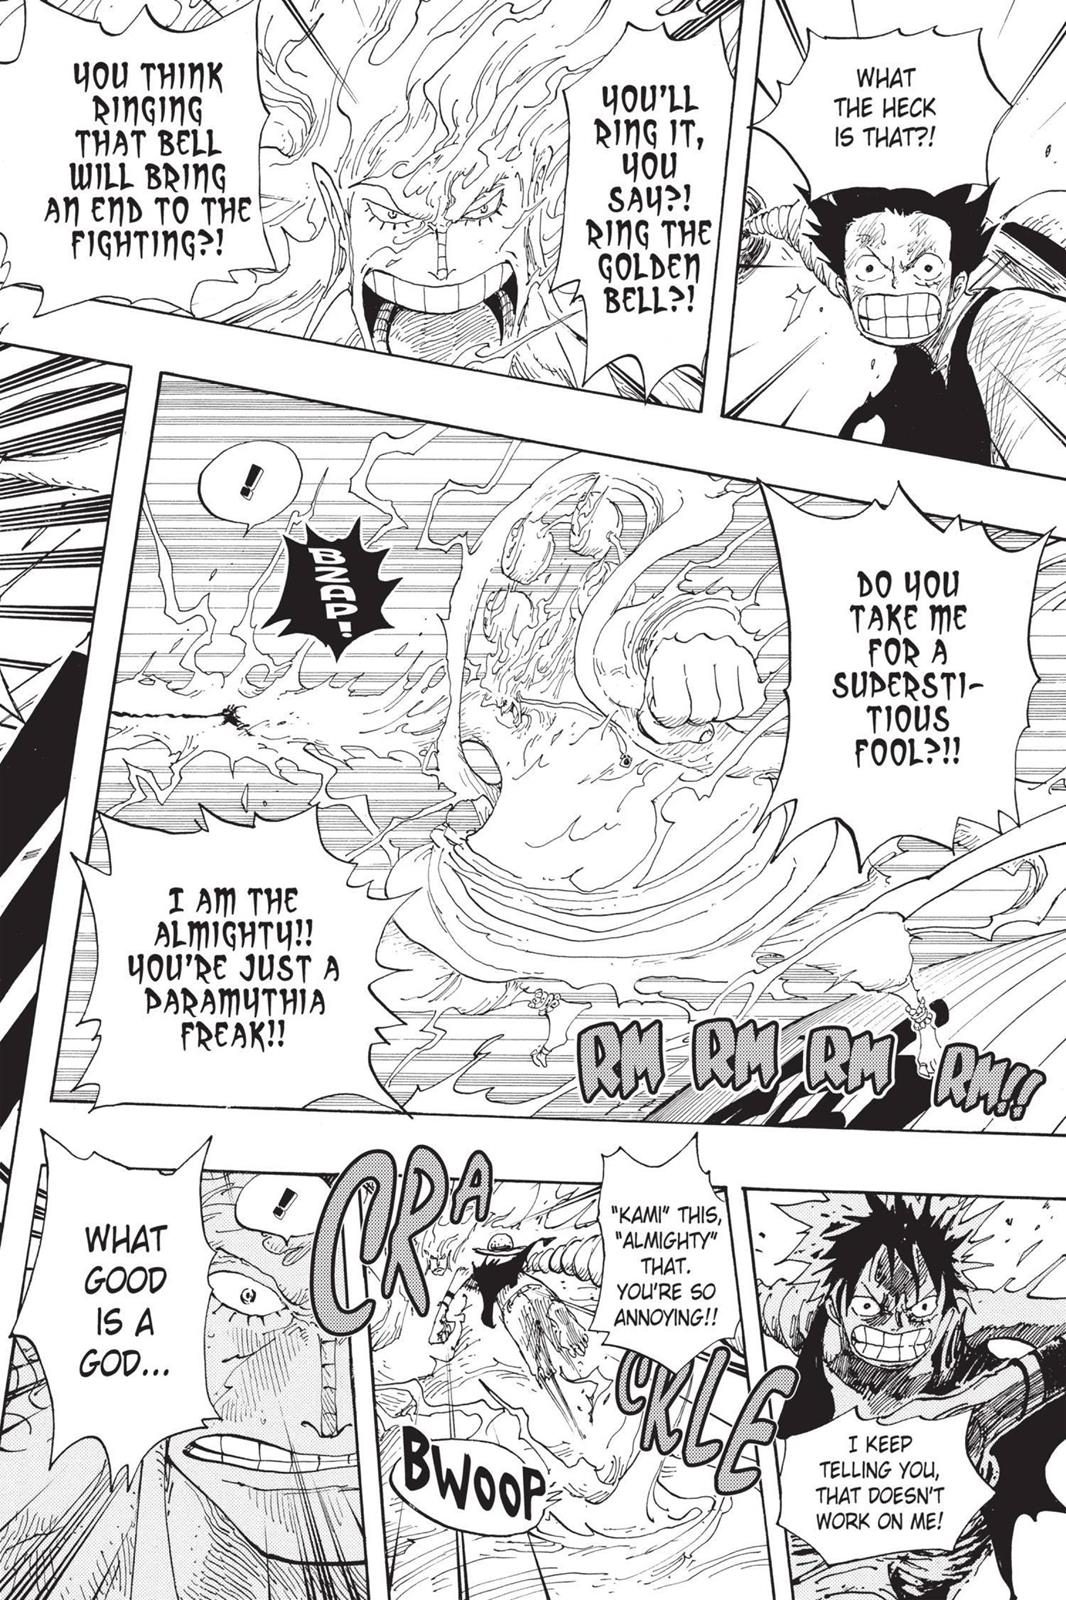 WHAT
THE HECK
IS THAT?!
YOU'LL
RING IT,
YOU
SAY?!
RING THE
GOLDEN
BELL?!
YOU THINK
RINGING
THAT BELL
WILL BRING
AN END TO THE
FIGHTING?!
DO YOU
TAKE ME
FOR A
SUPERSTI-
TIOUS
FOOL?!!
!
BZAP!
I AM THE
ALMIGHTY!!
YOU'RE JUST A
PARAMYTHIA
FREAK!!
RM RM RM RM!!
I KEEP
TELLING YOU,
THAT DOESN'T
WORK ON ME!
"KAMI" THIS,
"ALMIGHTY"
THAT.
YOU'RE SO
ANNOYING!!
CRA
CKLE
BWOOP
!
WHAT
GOOD
IS A
GOD...